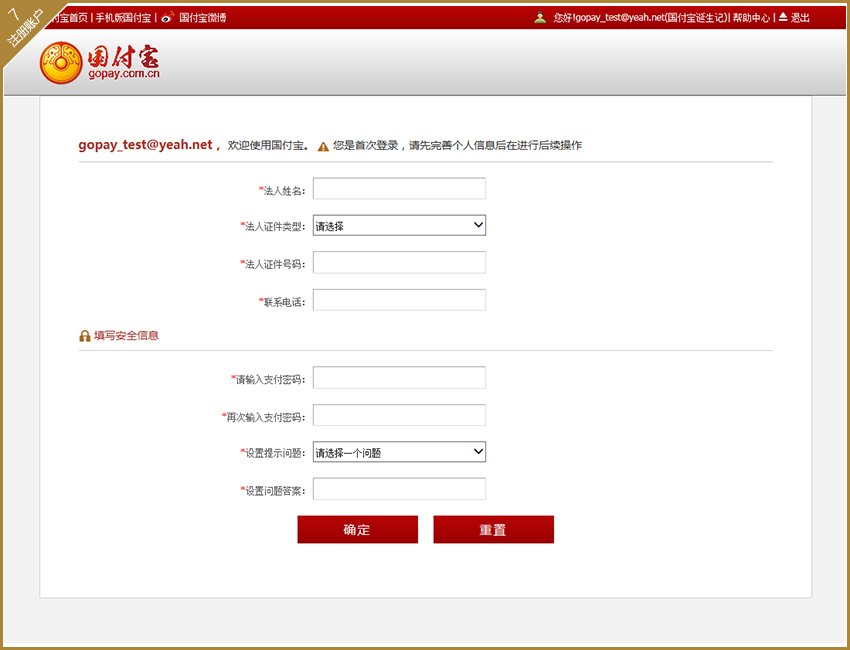 7
注册账户
付宝首页 | 手机版国付宝 | 国付宝微博
您好!gopay_test@yeah.net(国付宝诞生记)| 帮助中心 | 退出
国付宝
gopay.com.cn
gopay_test@yeah.net ，欢迎使用国付宝。 您是首次登录，请先完善个人信息后在进行后续操作
*法人姓名:
*法人证件类型: 请选择
*法人证件号码:
*联系电话:
填写安全信息
*请输入支付密码:
*再次输入支付密码:
*设置提示问题: 请选择一个问题
*设置问题答案:
确定 重置